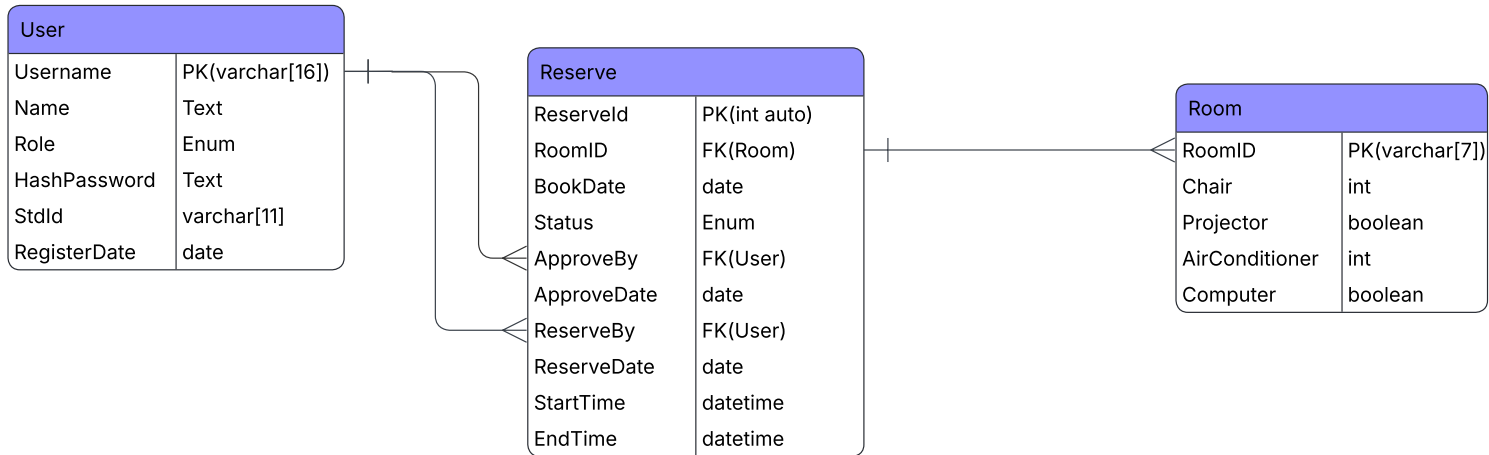 User
Username PK(varchar[16])
Name Text
Role Enum
HashPassword Text
StdId varchar[11]
RegisterDate date
Reserve
ReserveId PK(int auto)
RoomID FK(Room)
BookDate date
Status Enum
ApproveBy FK(User)
ApproveDate date
ReserveBy FK(User)
ReserveDate date
StartTime datetime
EndTime datetime
Room
RoomID PK(varchar[7])
Chair int
Projector boolean
AirConditioner int
Computer boolean